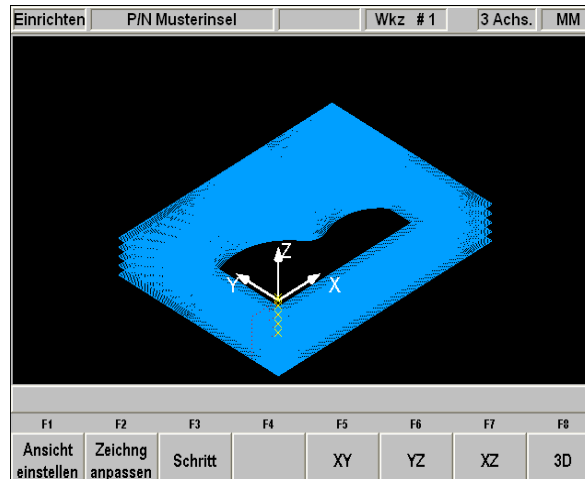 Einrichten P/N Musterinsel Wkz # 1 3 Achs. MM
Z
Y X
F1 F2 F3 F4 F5 F6 F7 F8
Ansicht einstellen Zeichng anpassen Schritt XY YZ XZ 3D